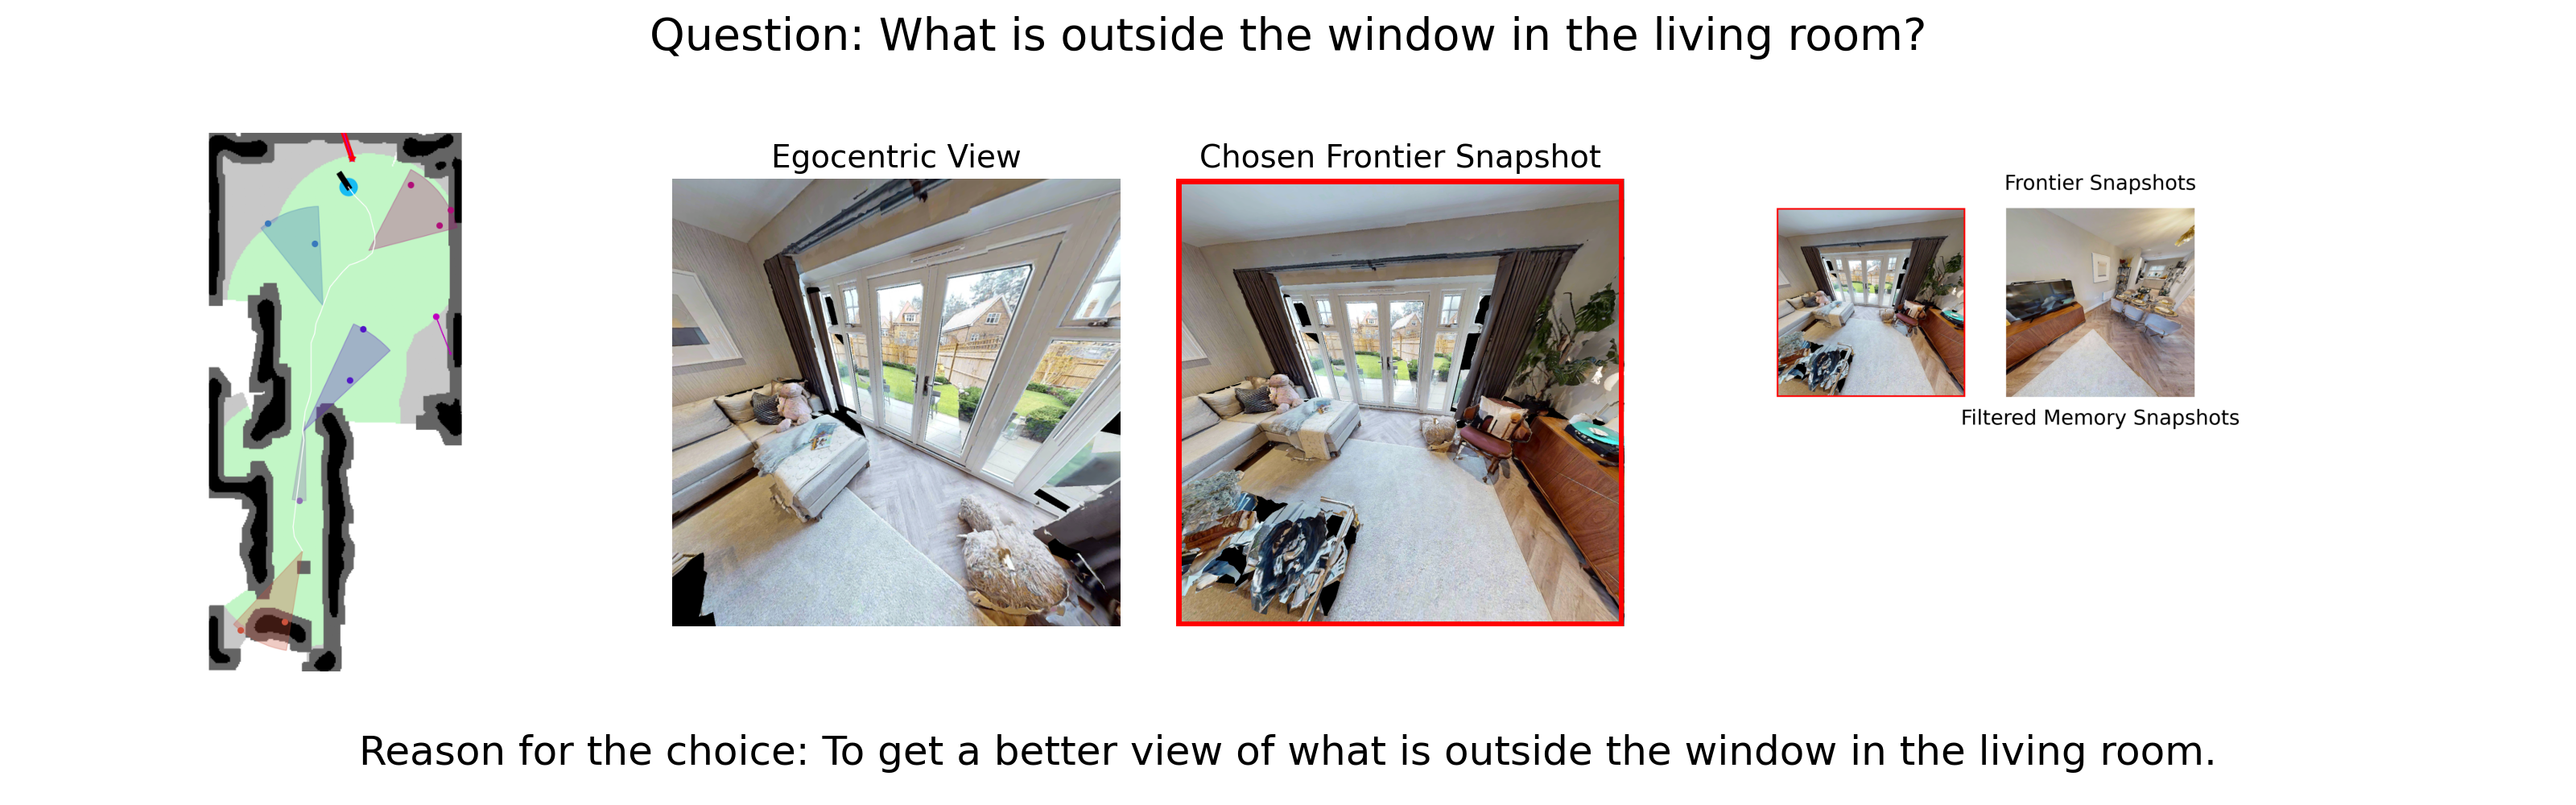 Question: What is outside the window in the living room?
Egocentric View
Chosen Frontier Snapshot
Frontier Snapshots
Filtered Memory Snapshots
Reason for the choice: To get a better view of what is outside the window in the living room.